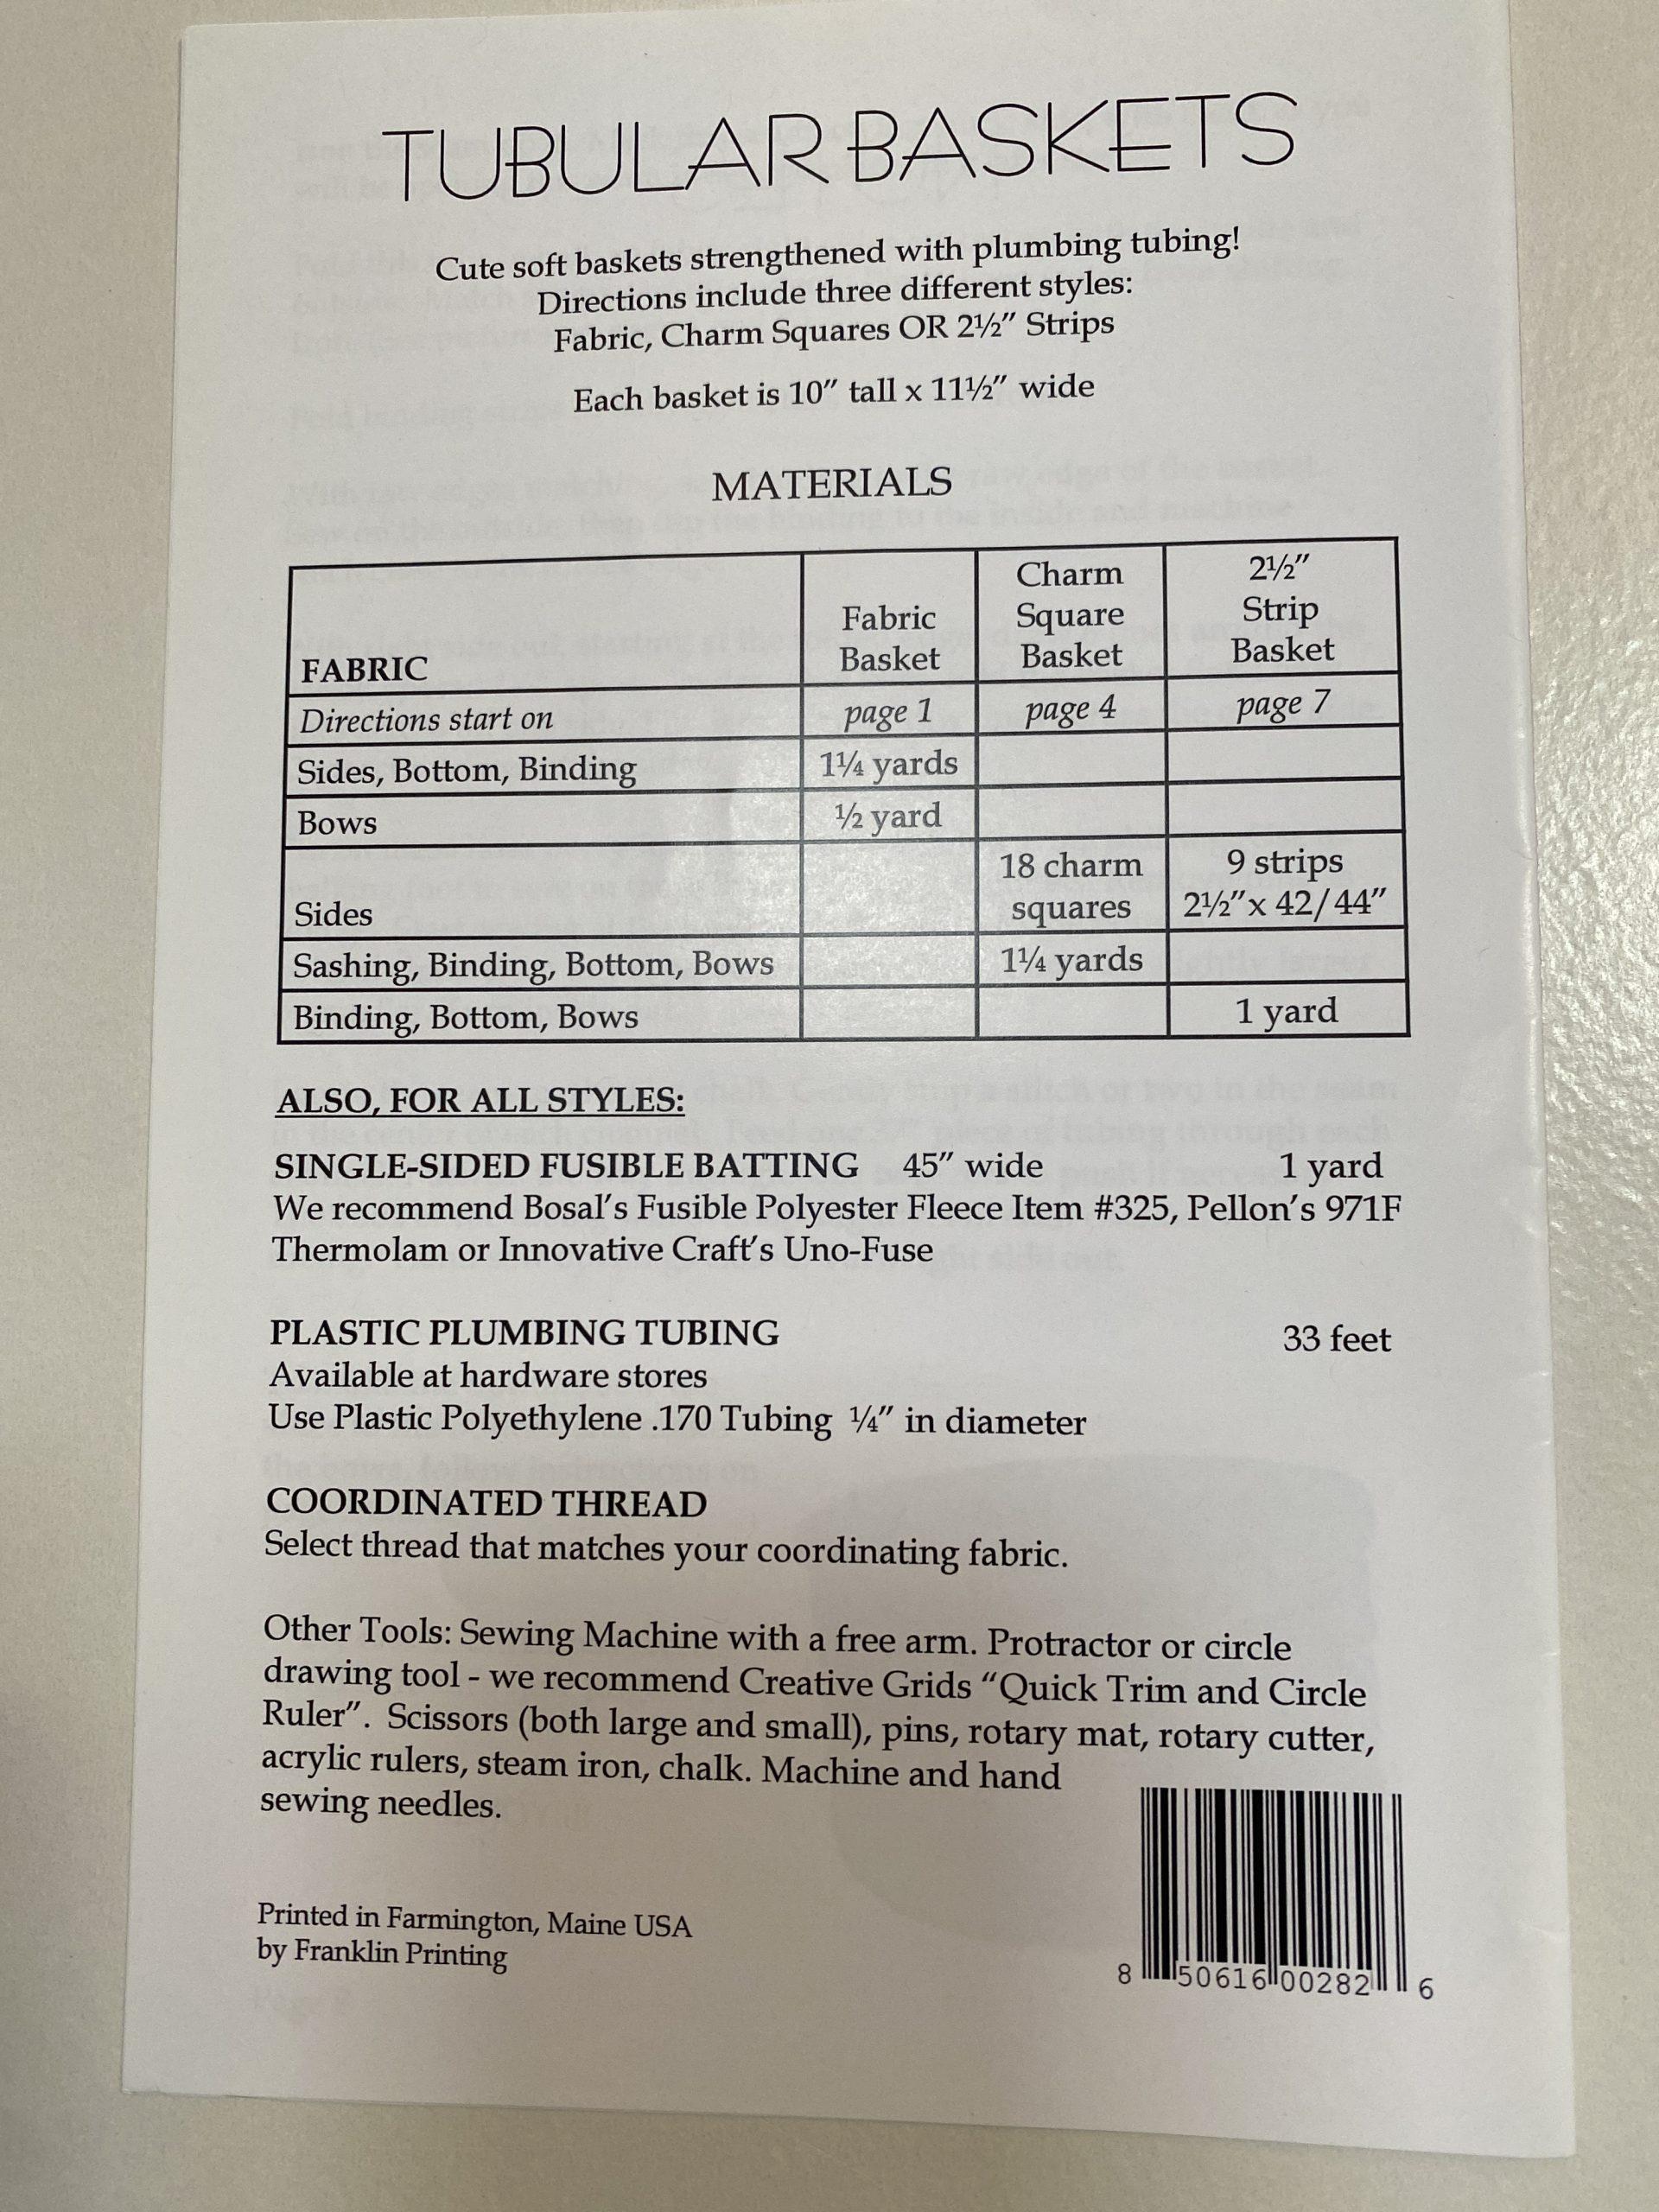 TUBULAR BASKETS
Cute soft baskets strengthened with plumbing tubing!
Directions include three different styles:
Fabric, Charm Squares OR 2½” Strips
Each basket is 10” tall x 11½” wide
MATERIALS
FABRIC Fabric Basket Charm Square Basket 2½” Strip Basket
Directions start on page 1 page 4 page 7
Sides, Bottom, Binding 1¼ yards
Bows ½ yard
Sides 18 charm squares 9 strips 2½”x 42/44”
Sashing, Binding, Bottom, Bows 1¼ yards
Binding, Bottom, Bows 1 yard
ALSO, FOR ALL STYLES:
SINGLE-SIDED FUSIBLE BATTING 45” wide 1 yard
We recommend Bosal’s Fusible Polyester Fleece Item #325, Pellon’s 971F
Thermolam or Innovative Craft’s Uno-Fuse
PLASTIC PLUMBING TUBING 33 feet
Available at hardware stores
Use Plastic Polyethylene .170 Tubing ¼” in diameter
COORDINATED THREAD
Select thread that matches your coordinating fabric.
Other Tools: Sewing Machine with a free arm. Protractor or circle
drawing tool - we recommend Creative Grids “Quick Trim and Circle
Ruler”. Scissors (both large and small), pins, rotary mat, rotary cutter,
acrylic rulers, steam iron, chalk. Machine and hand
sewing needles.
Printed in Farmington, Maine USA
by Franklin Printing
8 50616 00282 6